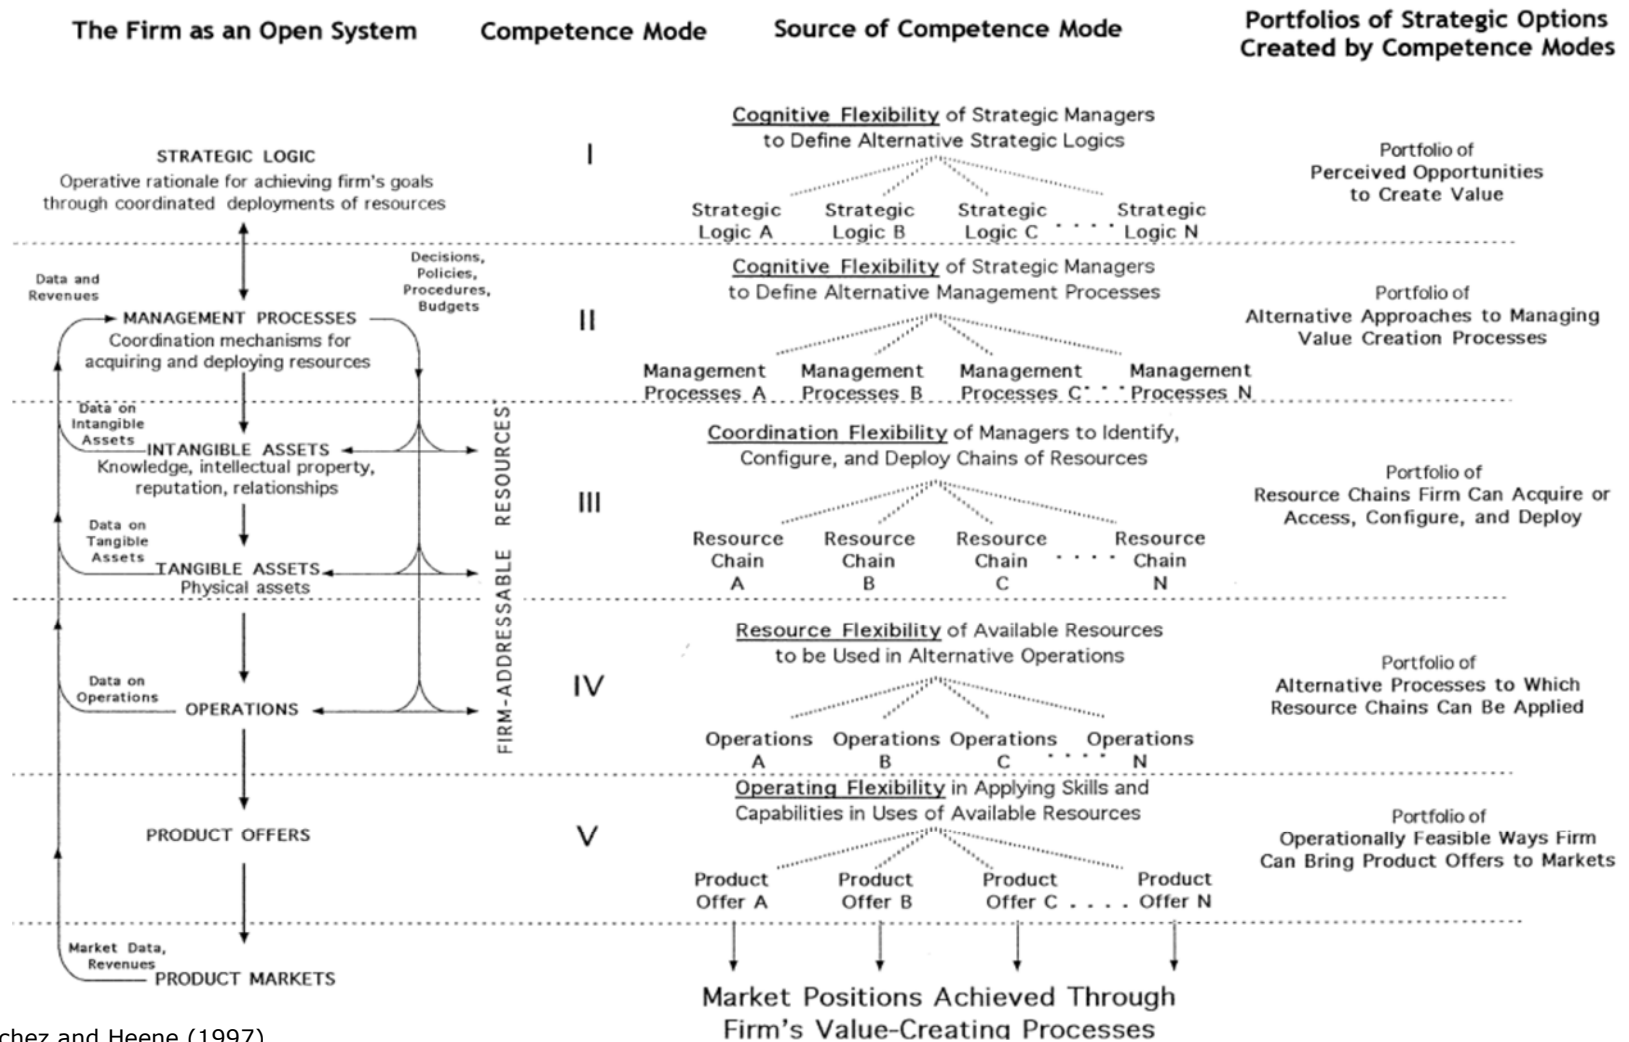 The Firm as an Open System
Competence Mode
Source of Competence Mode
Portfolios of Strategic Options
Created by Competence Modes
STRATEGIC LOGIC
Operative rationale for achieving firm's goals
through coordinated deployments of resources
I
Cognitive Flexibility of Strategic Managers
to Define Alternative Strategic Logics
Strategic Logic A
Strategic Logic B
Strategic Logic C
. . . .
Strategic Logic N
Portfolio of
Perceived Opportunities
to Create Value
Data and
Revenues
Decisions,
Policies,
Procedures,
Budgets
MANAGEMENT PROCESSES
Coordination mechanisms for
acquiring and deploying resources
II
Cognitive Flexibility of Strategic Managers
to Define Alternative Management Processes
Management
Processes A
Management
Processes B
Management
Processes C
. . . .
Management
Processes N
Portfolio of
Alternative Approaches to Managing
Value Creation Processes
Data on
Intangible
Assets
INTANGIBLE ASSETS
Knowledge, intellectual property,
reputation, relationships
Data on
Tangible
Assets
TANGIBLE ASSETS
Physical assets
FIRM-ADDRESSABLE RESOURCES
III
Coordination Flexibility of Managers to Identify,
Configure, and Deploy Chains of Resources
Resource
Chain
A
Resource
Chain
B
Resource
Chain
C
. . . .
Resource
Chain
N
Portfolio of
Resource Chains Firm Can Acquire or
Access, Configure, and Deploy
Data on
Operations
OPERATIONS
IV
Resource Flexibility of Available Resources
to be Used in Alternative Operations
Operations
A
Operations
B
Operations
C
. . . .
Operations
N
Portfolio of
Alternative Processes to Which
Resource Chains Can Be Applied
PRODUCT OFFERS
V
Operating Flexibility in Applying Skills and
Capabilities in Uses of Available Resources
Product
Offer A
Product
Offer B
Product
Offer C
. . . .
Product
Offer N
Portfolio of
Operationally Feasible Ways Firm
Can Bring Product Offers to Markets
Market Data,
Revenues
PRODUCT MARKETS
Market Positions Achieved Through
Firm's Value-Creating Processes
chez and Heene (1997)